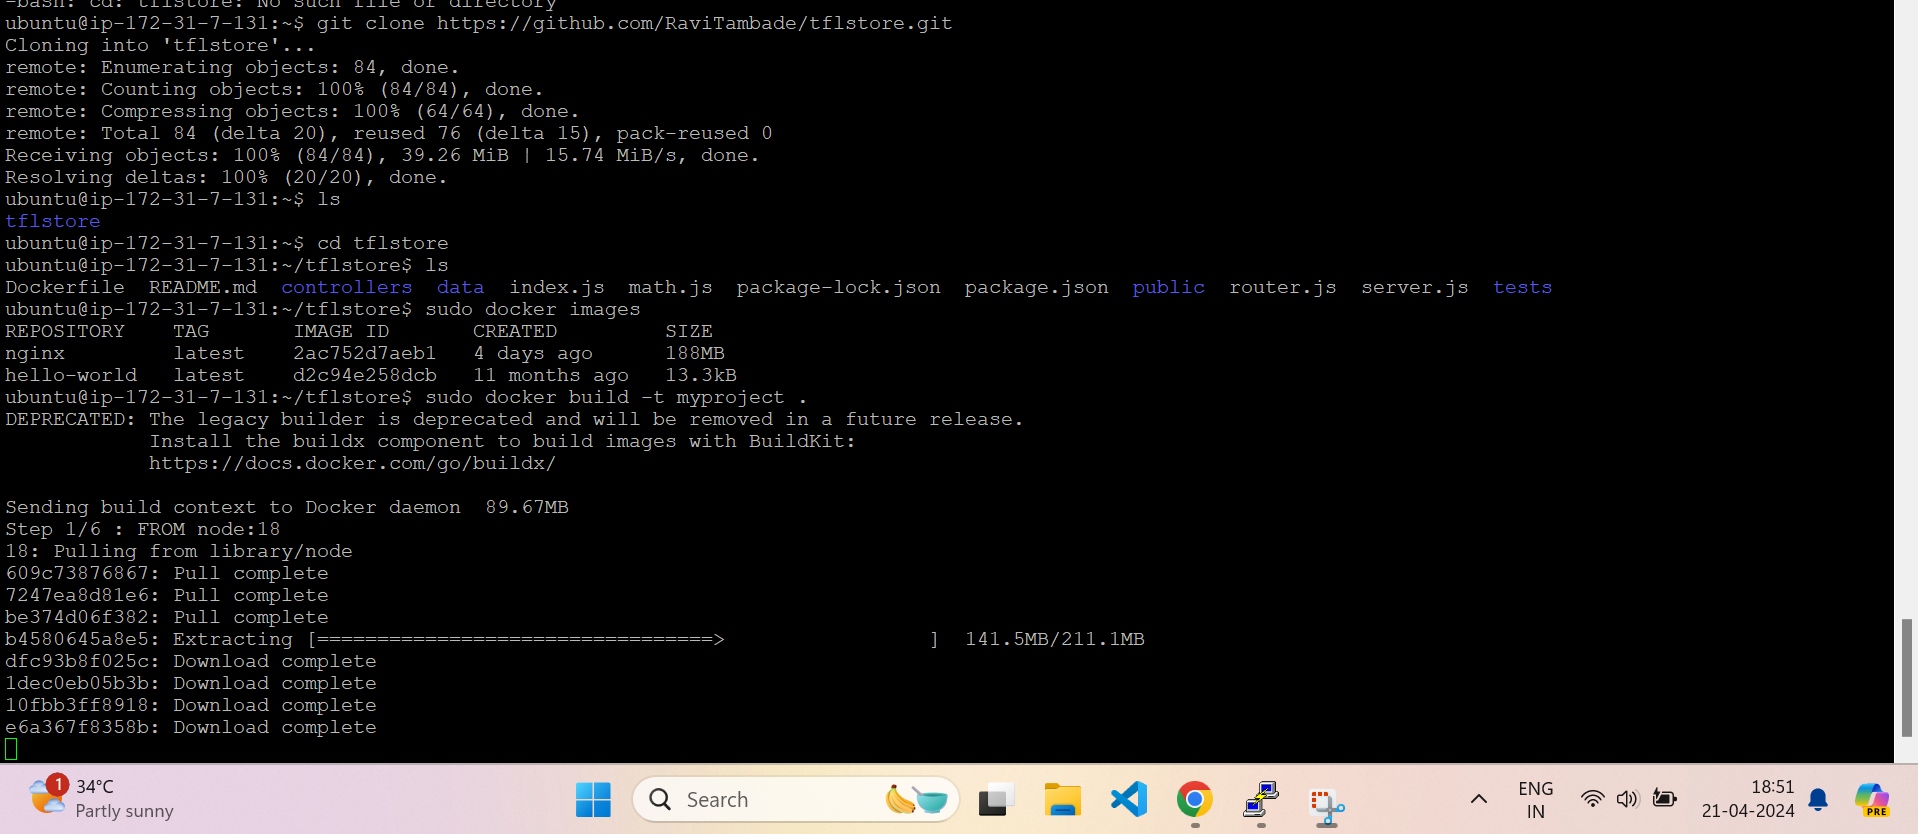 -bash: cd: tflstore: No such file or directory
ubuntu@ip-172-31-7-131:~$ git clone https://github.com/RaviTambade/tflstore.git
Cloning into 'tflstore'...
remote: Enumerating objects: 84, done.
remote: Counting objects: 100% (84/84), done.
remote: Compressing objects: 100% (64/64), done.
remote: Total 84 (delta 20), reused 76 (delta 15), pack-reused 0
Receiving objects: 100% (84/84), 39.26 MiB | 15.74 MiB/s, done.
Resolving deltas: 100% (20/20), done.
ubuntu@ip-172-31-7-131:~$ ls
tflstore
ubuntu@ip-172-31-7-131:~$ cd tflstore
ubuntu@ip-172-31-7-131:~/tflstore$ ls
Dockerfile  README.md  controllers  data  index.js  math.js  package-lock.json  package.json  public  router.js  server.js  tests
ubuntu@ip-172-31-7-131:~/tflstore$ sudo docker images
REPOSITORY    TAG       IMAGE ID       CREATED         SIZE
nginx         latest    2ac752d7aeb1   4 days ago      188MB
hello-world   latest    d2c94e258dcb   11 months ago   13.3kB
ubuntu@ip-172-31-7-131:~/tflstore$ sudo docker build -t myproject .
DEPRECATED: The legacy builder is deprecated and will be removed in a future release.
            Install the buildx component to build images with BuildKit:
            https://docs.docker.com/go/buildx/
Sending build context to Docker daemon  89.67MB
Step 1/6 : FROM node:18
18: Pulling from library/node
609c73876867: Pull complete
7247ea8d81e6: Pull complete
be374d06f382: Pull complete
b4580645a8e5: Extracting [=================================>                 ]  141.5MB/211.1MB
dfc93b8f025c: Download complete
1dec0eb05b3b: Download complete
10fbb3ff8918: Download complete
e6a367f8358b: Download complete
1
34°C
Partly sunny
Search
ENG
IN
18:51
21-04-2024
PRE